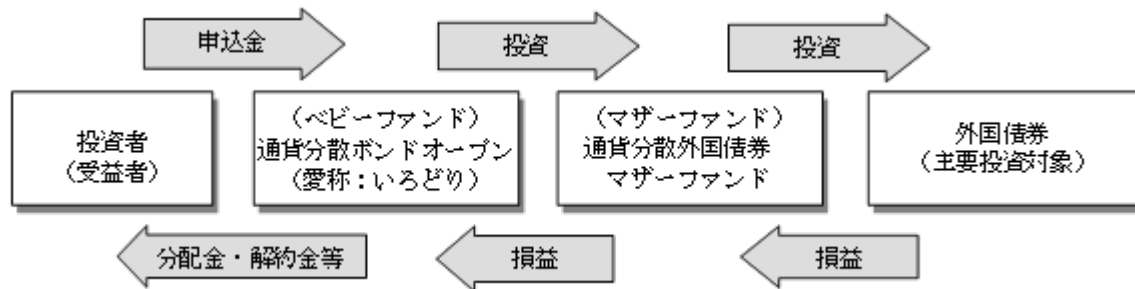 申込金
投資
投資
投資者
（受益者）
（ベビーファンド）
通貨分散ボンドオープン
（愛称：いろどり）
（マザーファンド）
通貨分散外国債券
マザーファンド
外国債券
（主要投資対象）
分配金・解約金等
損益
損益